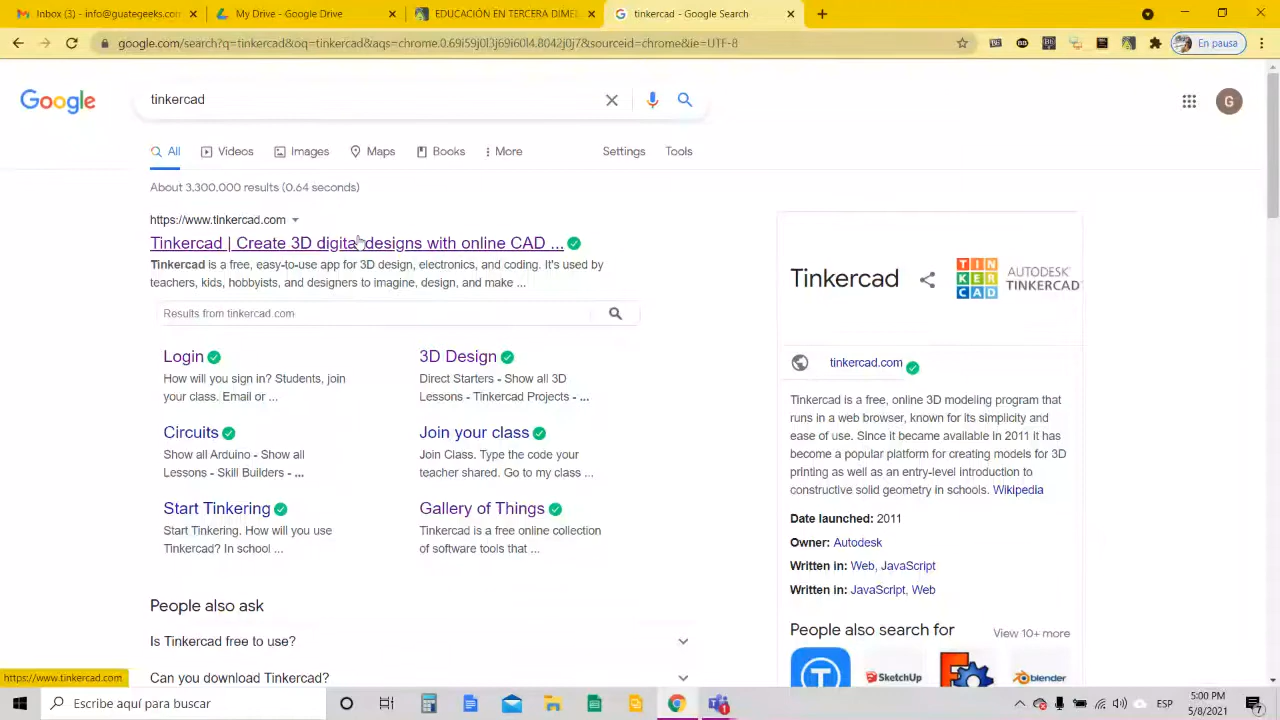 Inbox (3) - info@guategeeks.com
My Drive - Google Drive
EDUCACIÓN EN TERCERA DIMEN
tinkercad - Google Search
google.com/search?q=tinkercad&oq=tinkercad&aqs=chrome.0.69i59j0i3j69i60l4.8042j0j7&sourceid=chrome&ie=UTF-8
En pausa
Google
tinkercad
G
All
Videos
Images
Maps
Books
More
Settings
Tools
About 3,300,000 results (0.64 seconds)
https://www.tinkercad.com
Tinkercad | Create 3D digital designs with online CAD ...
Tinkercad is a free, easy-to-use app for 3D design, electronics, and coding. It's used by
teachers, kids, hobbyists, and designers to imagine, design, and make ...
Results from tinkercad.com
Login
How will you sign in? Students, join
your class. Email or ...
3D Design
Direct Starters - Show all 3D
Lessons - Tinkercad Projects - ...
Circuits
Show all Arduino - Show all
Lessons - Skill Builders - ...
Join your class
Join Class. Type the code your
teacher shared. Go to my class ...
Start Tinkering
Start Tinkering. How will you use
Tinkercad? In school ...
Gallery of Things
Tinkercad is a free online collection
of software tools that ...
People also ask
Is Tinkercad free to use?
Can you download Tinkercad?
Tinkercad
TIN
KER
CAD
AUTODESK
TINKERCAD
tinkercad.com
Tinkercad is a free, online 3D modeling program that
runs in a web browser, known for its simplicity and
ease of use. Since it became available in 2011 it has
become a popular platform for creating models for 3D
printing as well as an entry-level introduction to
constructive solid geometry in schools. Wikipedia
Date launched: 2011
Owner: Autodesk
Written in: Web, JavaScript
Written in: JavaScript, Web
People also search for
View 10+ more
SketchUp
blender
https://www.tinkercad.com
Escribe aquí para buscar
ESP
5:00 PM
5/8/2021
7